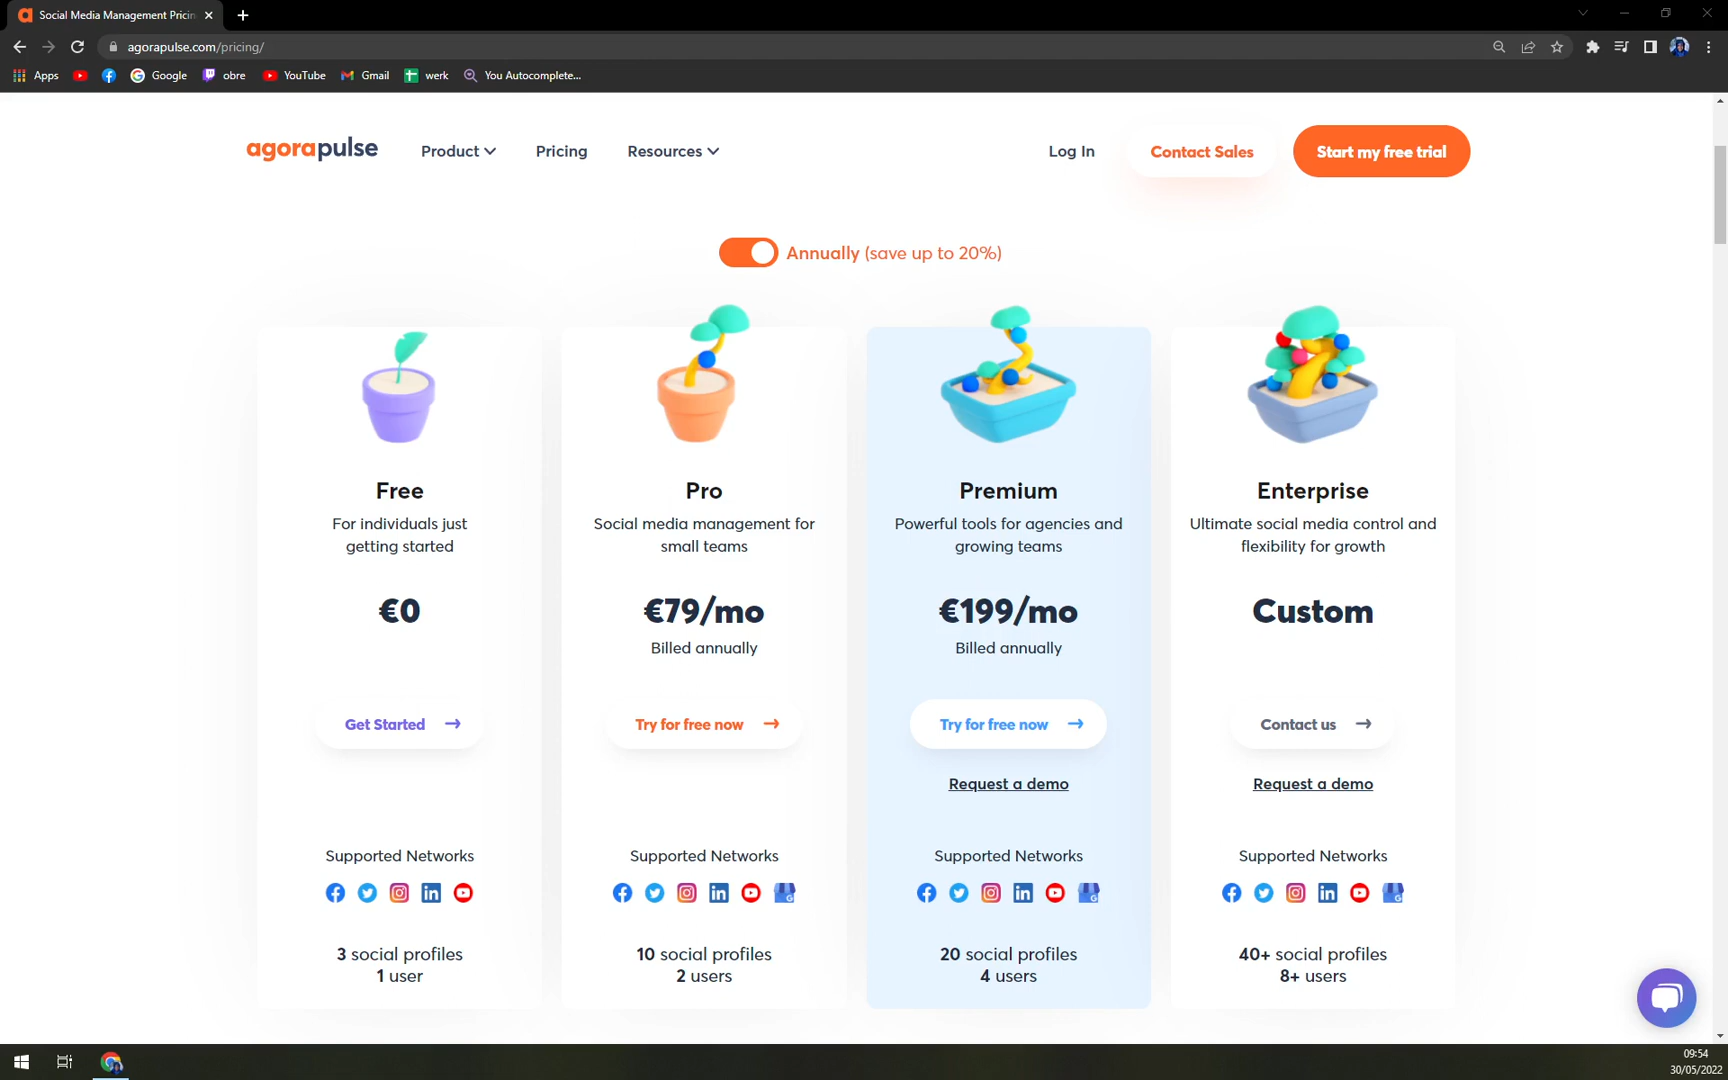 Social Media Management Pricin
agorapulse.com/pricing/
Apps
Google
obre
YouTube
Gmail
werk
You Autocomplete...
agorapulse
Product
Pricing
Resources
Log In
Contact Sales
Start my free trial
Annually (save up to 20%)
Free
For individuals just
getting started
€0
Get Started →
Supported Networks
3 social profiles
1 user
Pro
Social media management for
small teams
€79/mo
Billed annually
Try for free now →
Supported Networks
10 social profiles
2 users
Premium
Powerful tools for agencies and
growing teams
€199/mo
Billed annually
Try for free now →
Request a demo
Supported Networks
20 social profiles
4 users
Enterprise
Ultimate social media control and
flexibility for growth
Custom
Contact us →
Request a demo
Supported Networks
40+ social profiles
8+ users
09:54
30/05/2022